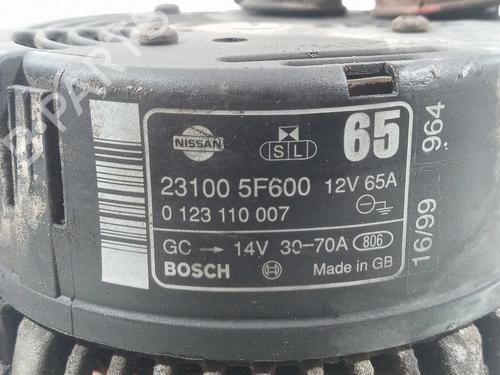 NISSAN
S L
65
23100 5F600 12V 65A
0 123 110 007
GC → 14V 30-70A 806
BOSCH Made in GB
16/99 964
B-PARTS